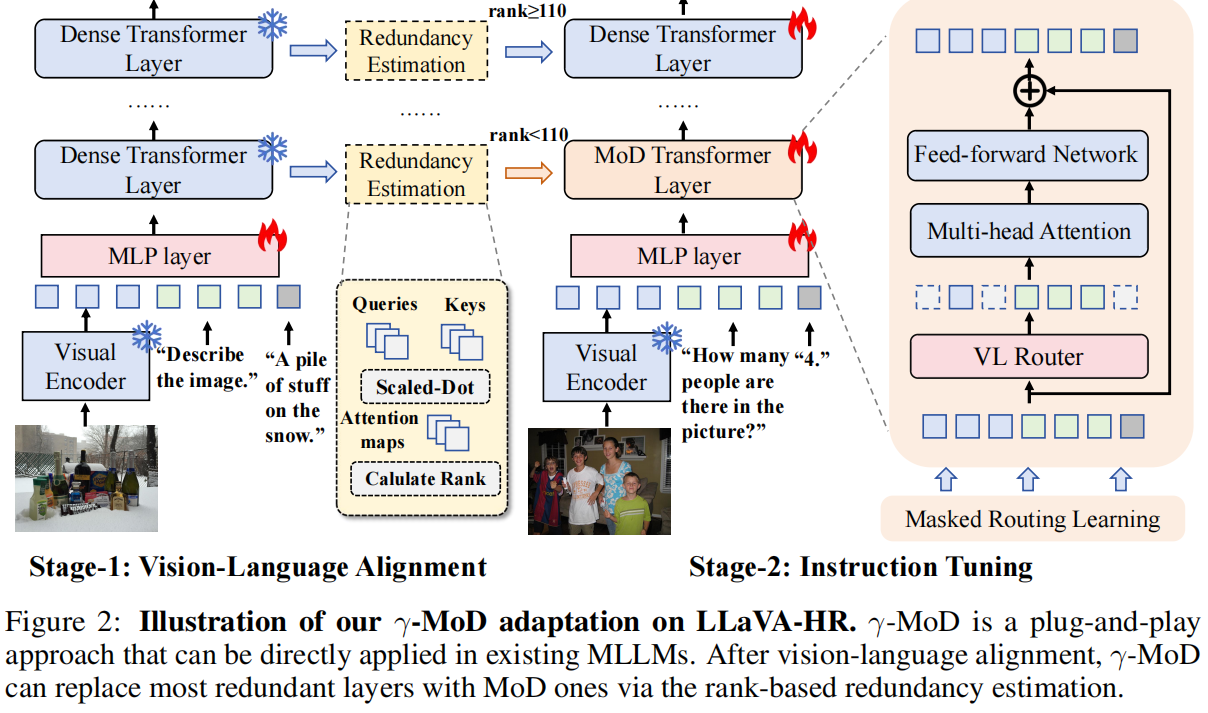 Dense Transformer
Layer
Redundancy
Estimation
rank≥110
Dense Transformer
Layer
......
......
......
Dense Transformer
Layer
Redundancy
Estimation
rank<110
MoD Transformer
Layer
MLP layer
Queries
Keys
Scaled-Dot
Attention
maps
Calulate Rank
MLP layer
Visual
Encoder
“Describe
the image.”
“A pile
of stuff
on the
snow.”
Visual
Encoder
“How many
people are
there in the
picture?”
“4.”
Feed-forward Network
Multi-head Attention
VL Router
Masked Routing Learning
Stage-1: Vision-Language Alignment
Stage-2: Instruction Tuning
Figure 2: Illustration of our γ-MoD adaptation on LLaVA-HR. γ-MoD is a plug-and-play
approach that can be directly applied in existing MLLMs. After vision-language alignment, γ-MoD
can replace most redundant layers with MoD ones via the rank-based redundancy estimation.